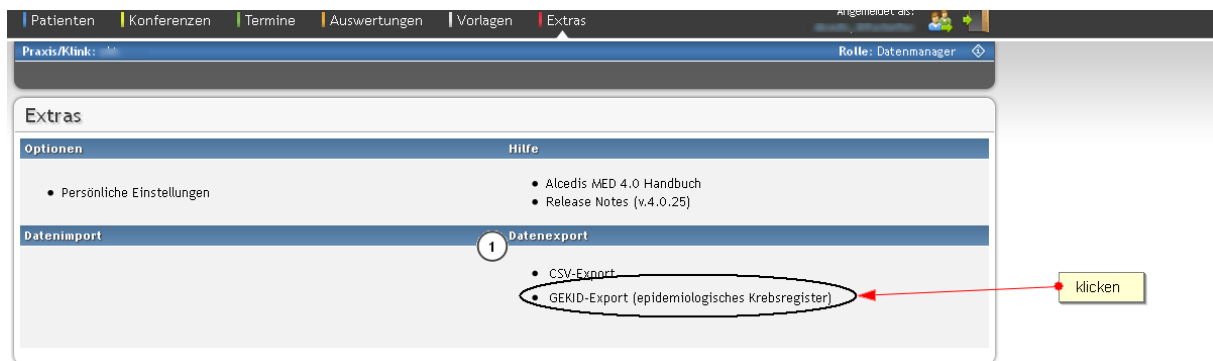 Patienten Konferenzen Termine Auswertungen Vorlagen Extras Angemeldet als:
Praxis/Klink: Rolle: Datenmanager
Extras
Optionen Hilfe
• Persönliche Einstellungen
• Alcedis MED 4.0 Handbuch
• Release Notes (v.4.0.25)
Datenimport 1 Datenexport
• CSV-Export
• GEKID-Export (epidemiologisches Krebsregister)
klicken